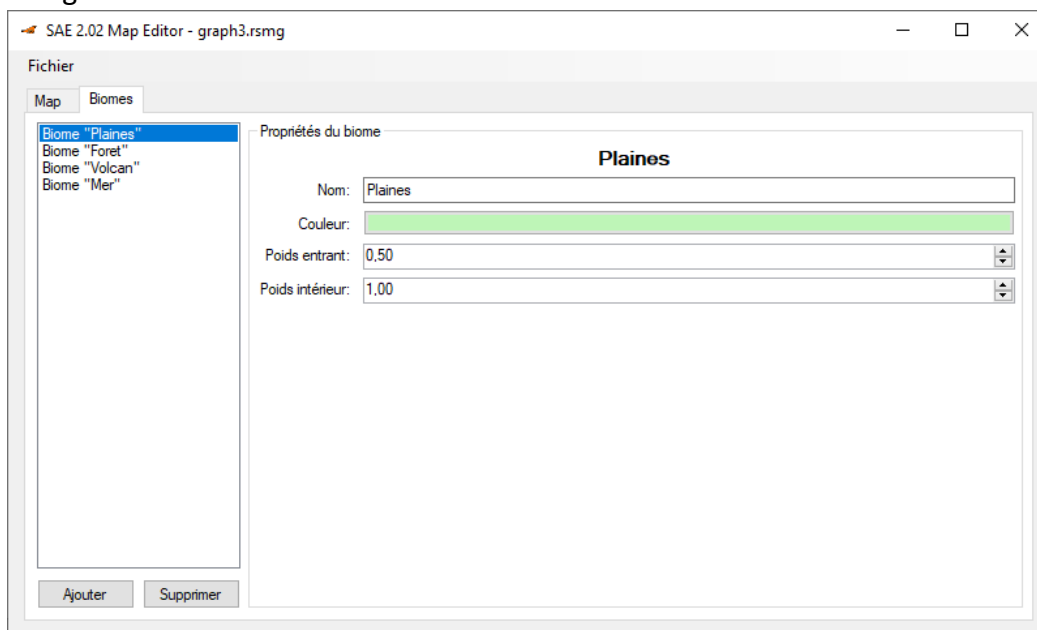 SAE 2.02 Map Editor - graph3.rsmg
Fichier
Map Biomes
Biome "Plaines"
Biome "Foret"
Biome "Volcan"
Biome "Mer"
Propriétés du biome
Plaines
Nom: Plaines
Couleur:
Poids entrant: 0,50
Poids intérieur: 1,00
Ajouter Supprimer